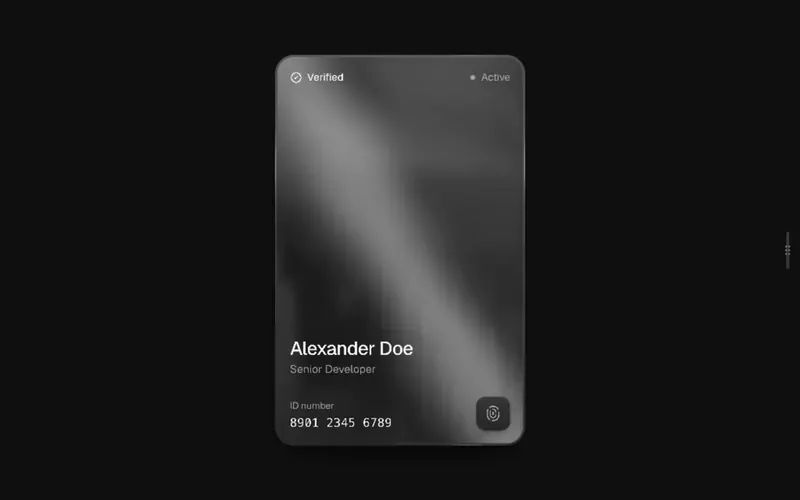 Verified
Active
Alexander Doe
Senior Developer
ID number
8901 2345 6789